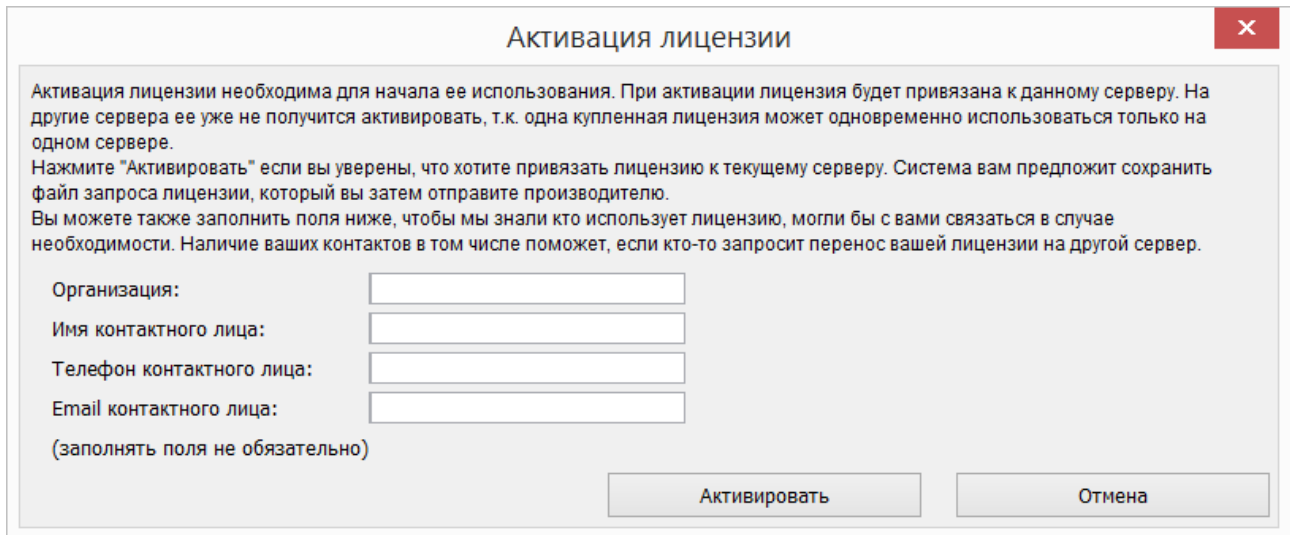 Активация лицензии
x
Активация лицензии необходима для начала ее использования. При активации лицензия будет привязана к данному серверу. На
другие сервера ее уже не получится активировать, т.к. одна купленная лицензия может одновременно использоваться только на
одном сервере.
Нажмите "Активировать" если вы уверены, что хотите привязать лицензию к текущему серверу. Система вам предложит сохранить
файл запроса лицензии, который вы затем отправите производителю.
Вы можете также заполнить поля ниже, чтобы мы знали кто использует лицензию, могли бы с вами связаться в случае
необходимости. Наличие ваших контактов в том числе поможет, если кто-то запросит перенос вашей лицензии на другой сервер.
Организация:
Имя контактного лица:
Телефон контактного лица:
Email контактного лица:
(заполнять поля не обязательно)
Активировать Отмена